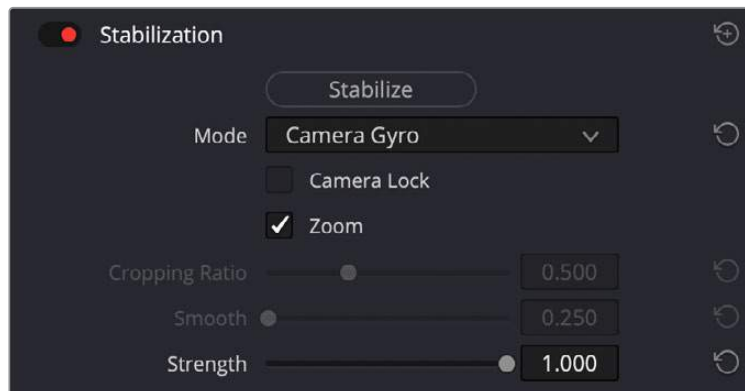 Stabilization
Stabilize
Mode Camera Gyro
Camera Lock
Zoom
Cropping Ratio 0.500
Smooth 0.250
Strength 1.000